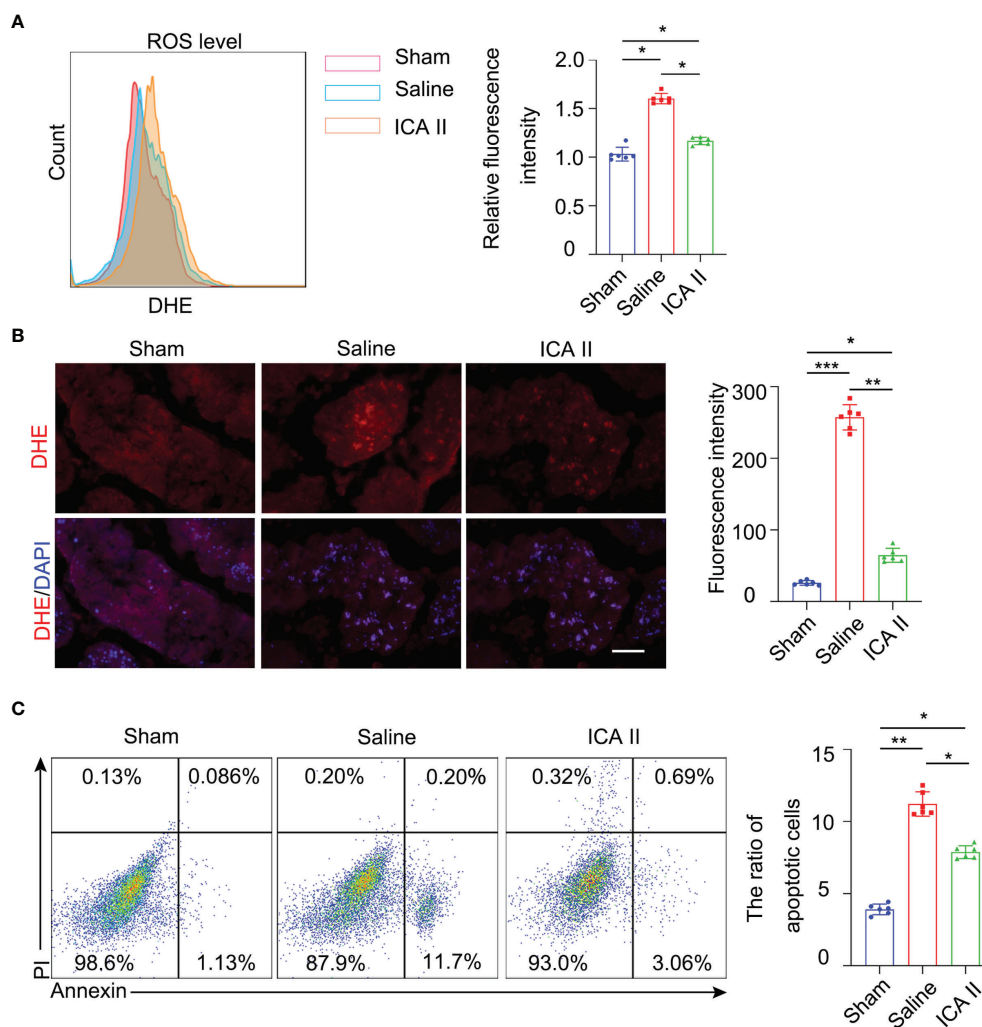 A
ROS level
Count
DHE
Sham
Saline
ICA II
Relative fluorescence
intensity
2.0
1.5
1.0
0.5
0
*
*
*
Sham
Saline
ICA II
B
Sham
Saline
ICA II
DHE
DHE/DAPI
Fluorescence intensity
300
200
100
0
*
***
**
Sham
Saline
ICA II
C
Sham
Saline
ICA II
0.13%
0.086%
0.20%
0.20%
0.32%
0.69%
98.6%
1.13%
87.9%
11.7%
93.0%
3.06%
PI
Annexin
The ratio of
apoptotic cells
15
10
5
0
*
**
*
Sham
Saline
ICA II